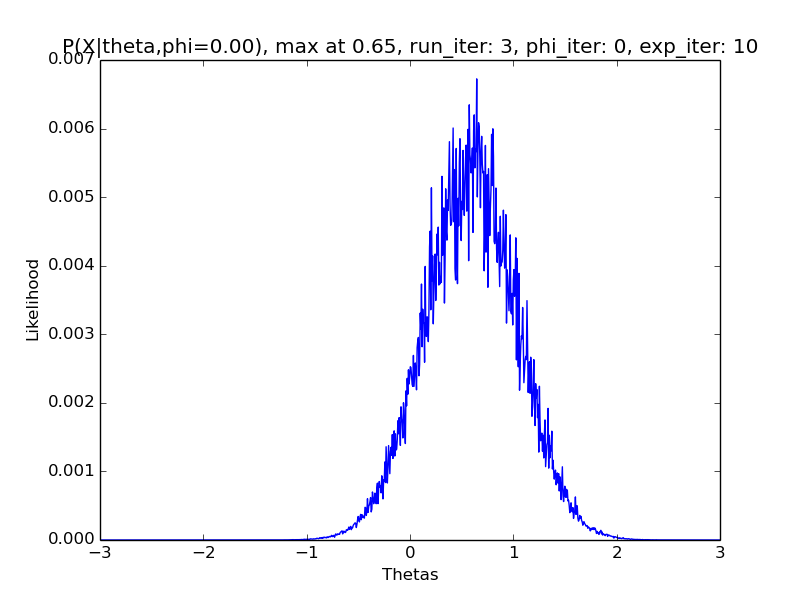 P(X|theta,phi=0.00), max at 0.65, run_iter: 3, phi_iter: 0, exp_iter: 10
0.007
0.006
0.005
0.004
0.003
0.002
0.001
0.000
Likelihood
−3 −2 −1 0 1 2 3
Thetas